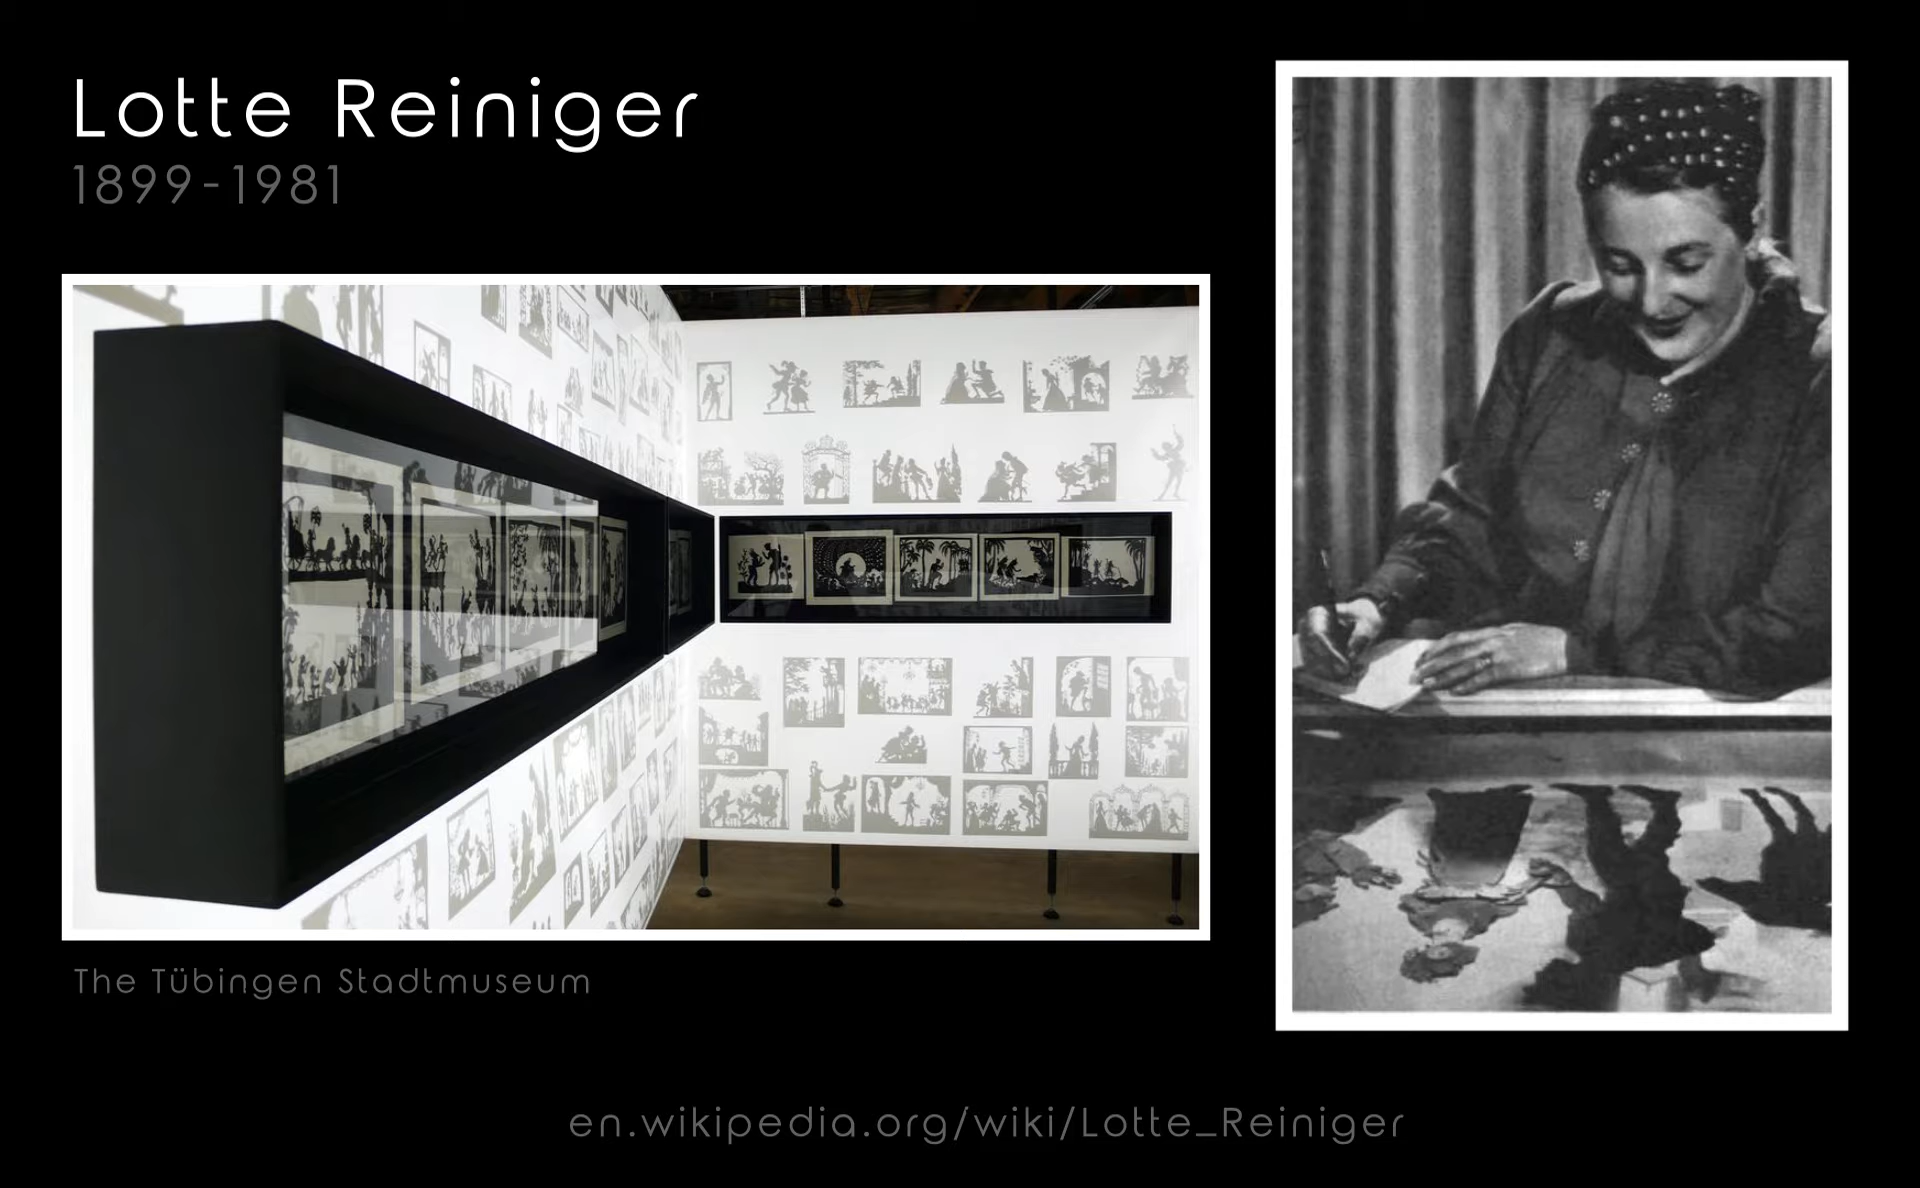 Lotte Reiniger
1899-1981
The Tübingen Stadtmuseum
en.wikipedia.org/wiki/Lotte_Reiniger